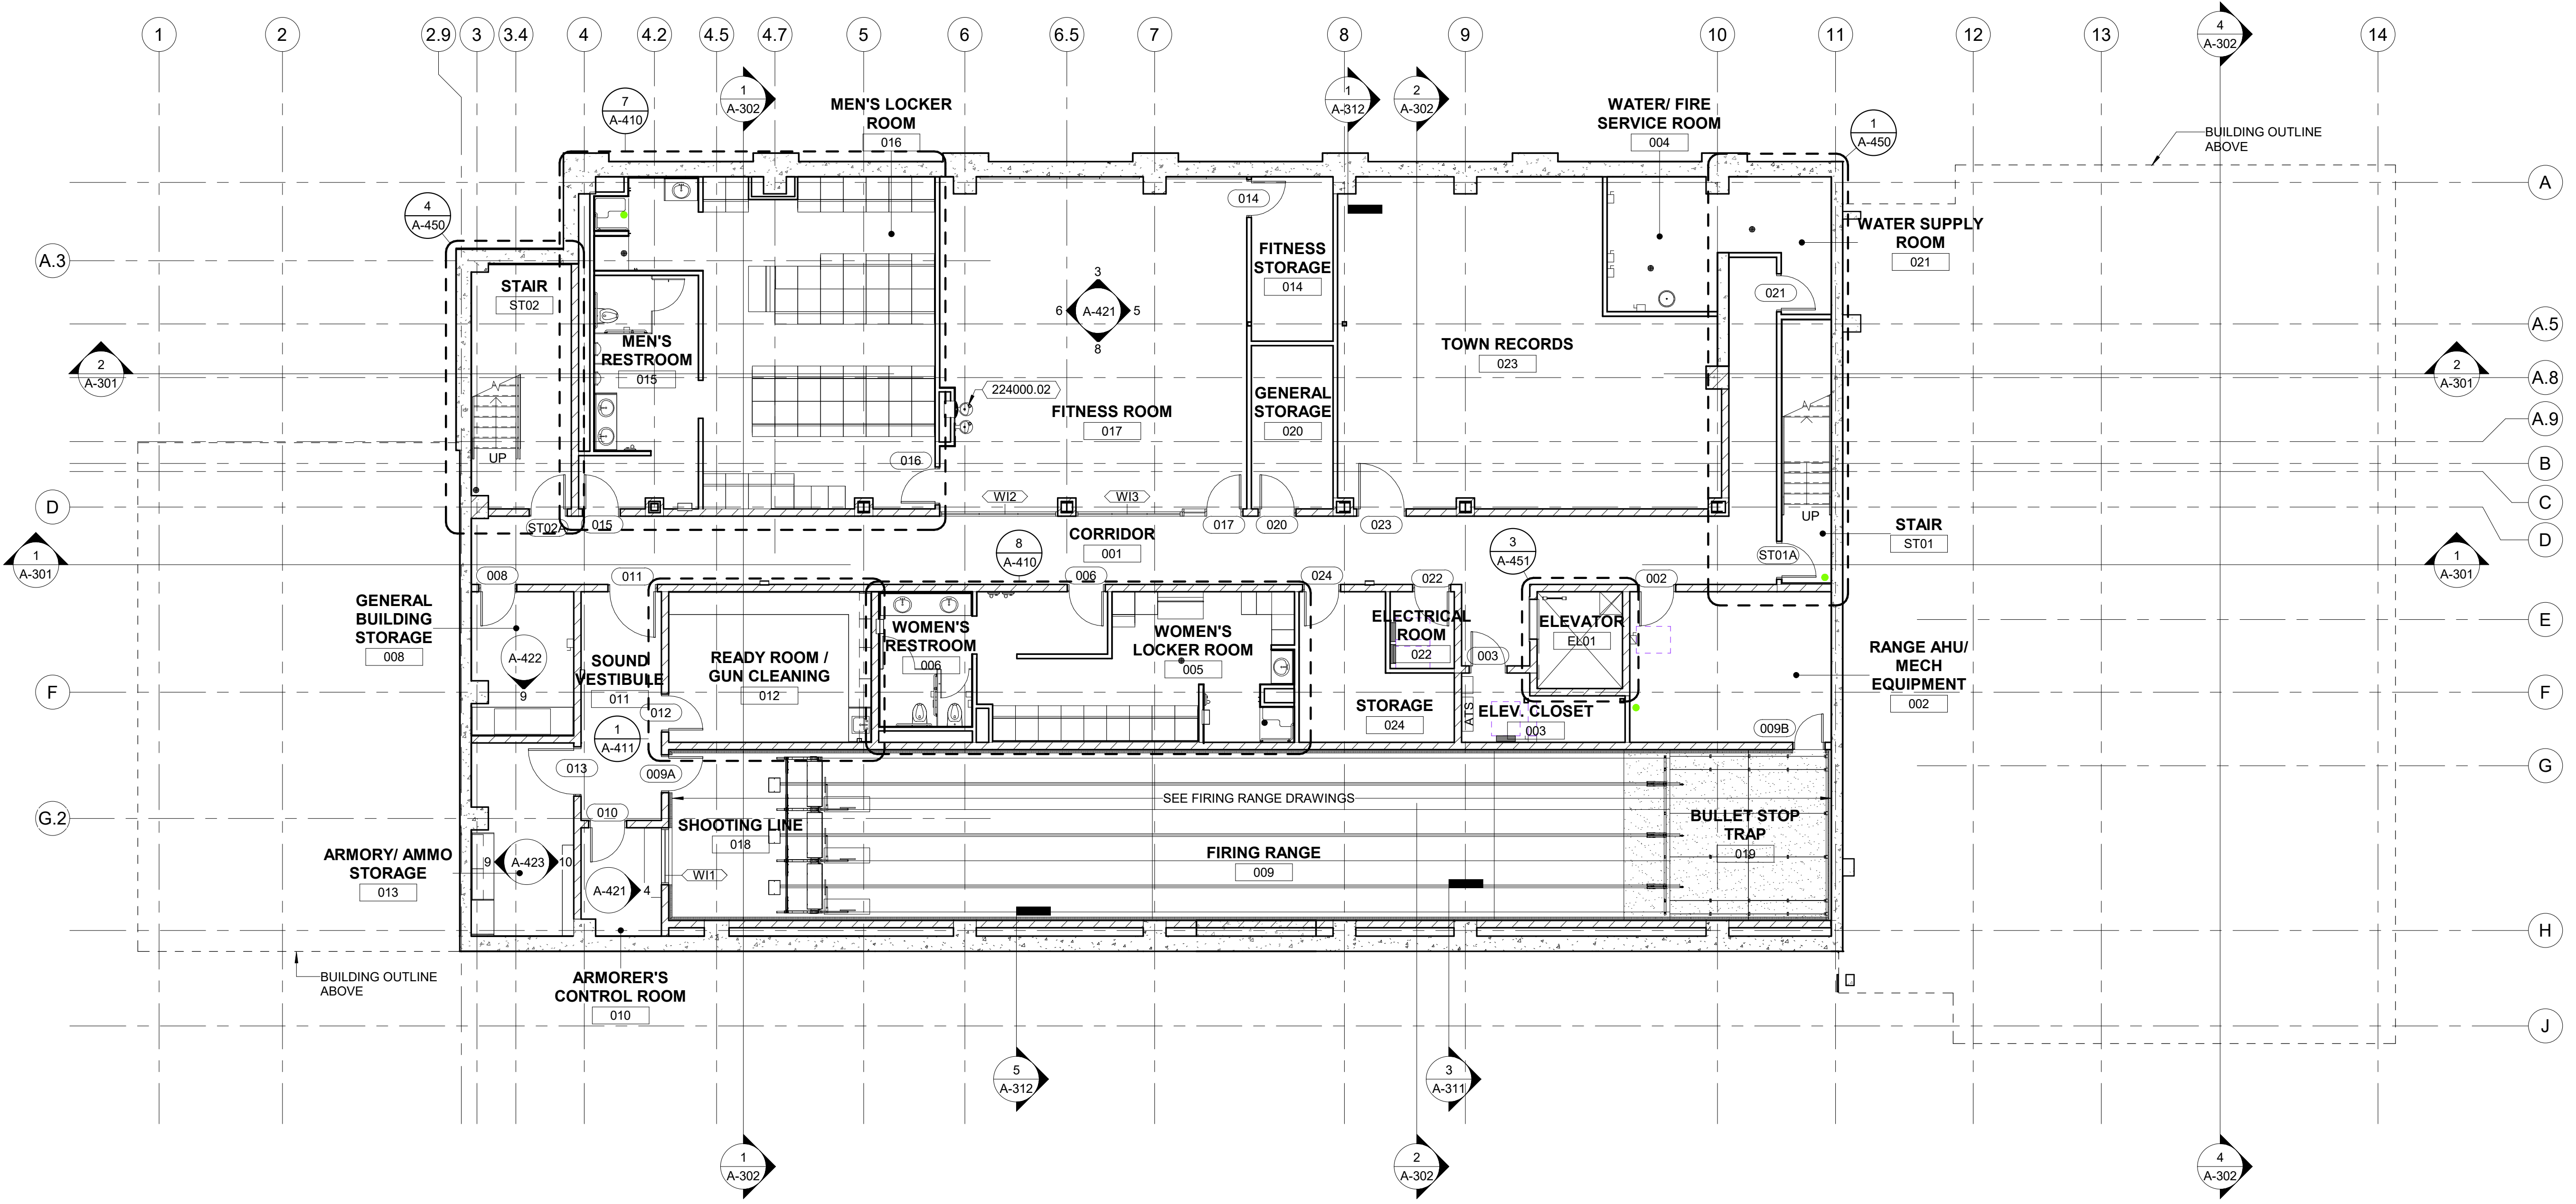 1
2
2.9
3
3.4
4
4.2
4.5
4.7
5
6
6.5
7
8
9
10
11
12
13
14
4
A-302
7
A-410
1
A-302
MEN'S LOCKER
ROOM
016
1
A-312
2
A-302
WATER/ FIRE
SERVICE ROOM
004
1
A-450
BUILDING OUTLINE
ABOVE
A
4
A-450
014
WATER SUPPLY
ROOM
021
A.3
STAIR
ST02
FITNESS
STORAGE
014
3
6
A-421
5
8
021
A.5
MEN'S
RESTROOM
015
TOWN RECORDS
023
2
A-301
2
A-301
A.8
224000.02
FITNESS ROOM
017
GENERAL
STORAGE
020
A.9
UP
016
B
D
WI2
WI3
C
ST02A
015
017
020
023
UP
STAIR
ST01
D
1
A-301
8
A-410
CORRIDOR
001
3
A-451
ST01A
1
A-301
008
011
006
024
022
002
GENERAL
BUILDING
STORAGE
008
WOMEN'S
RESTROOM
006
WOMEN'S
LOCKER ROOM
005
ELECTRICAL
ROOM
022
ELEVATOR
EL01
E
A-422
9
SOUND
VESTIBULE
011
READY ROOM /
GUN CLEANING
012
003
RANGE AHU/
MECH
EQUIPMENT
002
F
F
012
STORAGE
024
ATS
ELEV. CLOSET
003
1
A-411
009B
013
009A
G
SEE FIRING RANGE DRAWINGS
G.2
010
SHOOTING LINE
018
BULLET STOP
TRAP
019
ARMORY/ AMMO
STORAGE
013
9
A-423
10
FIRING RANGE
009
A-421
4
WI1
H
BUILDING OUTLINE
ABOVE
ARMORER'S
CONTROL ROOM
010
J
5
A-312
3
A-311
1
A-302
2
A-302
4
A-302